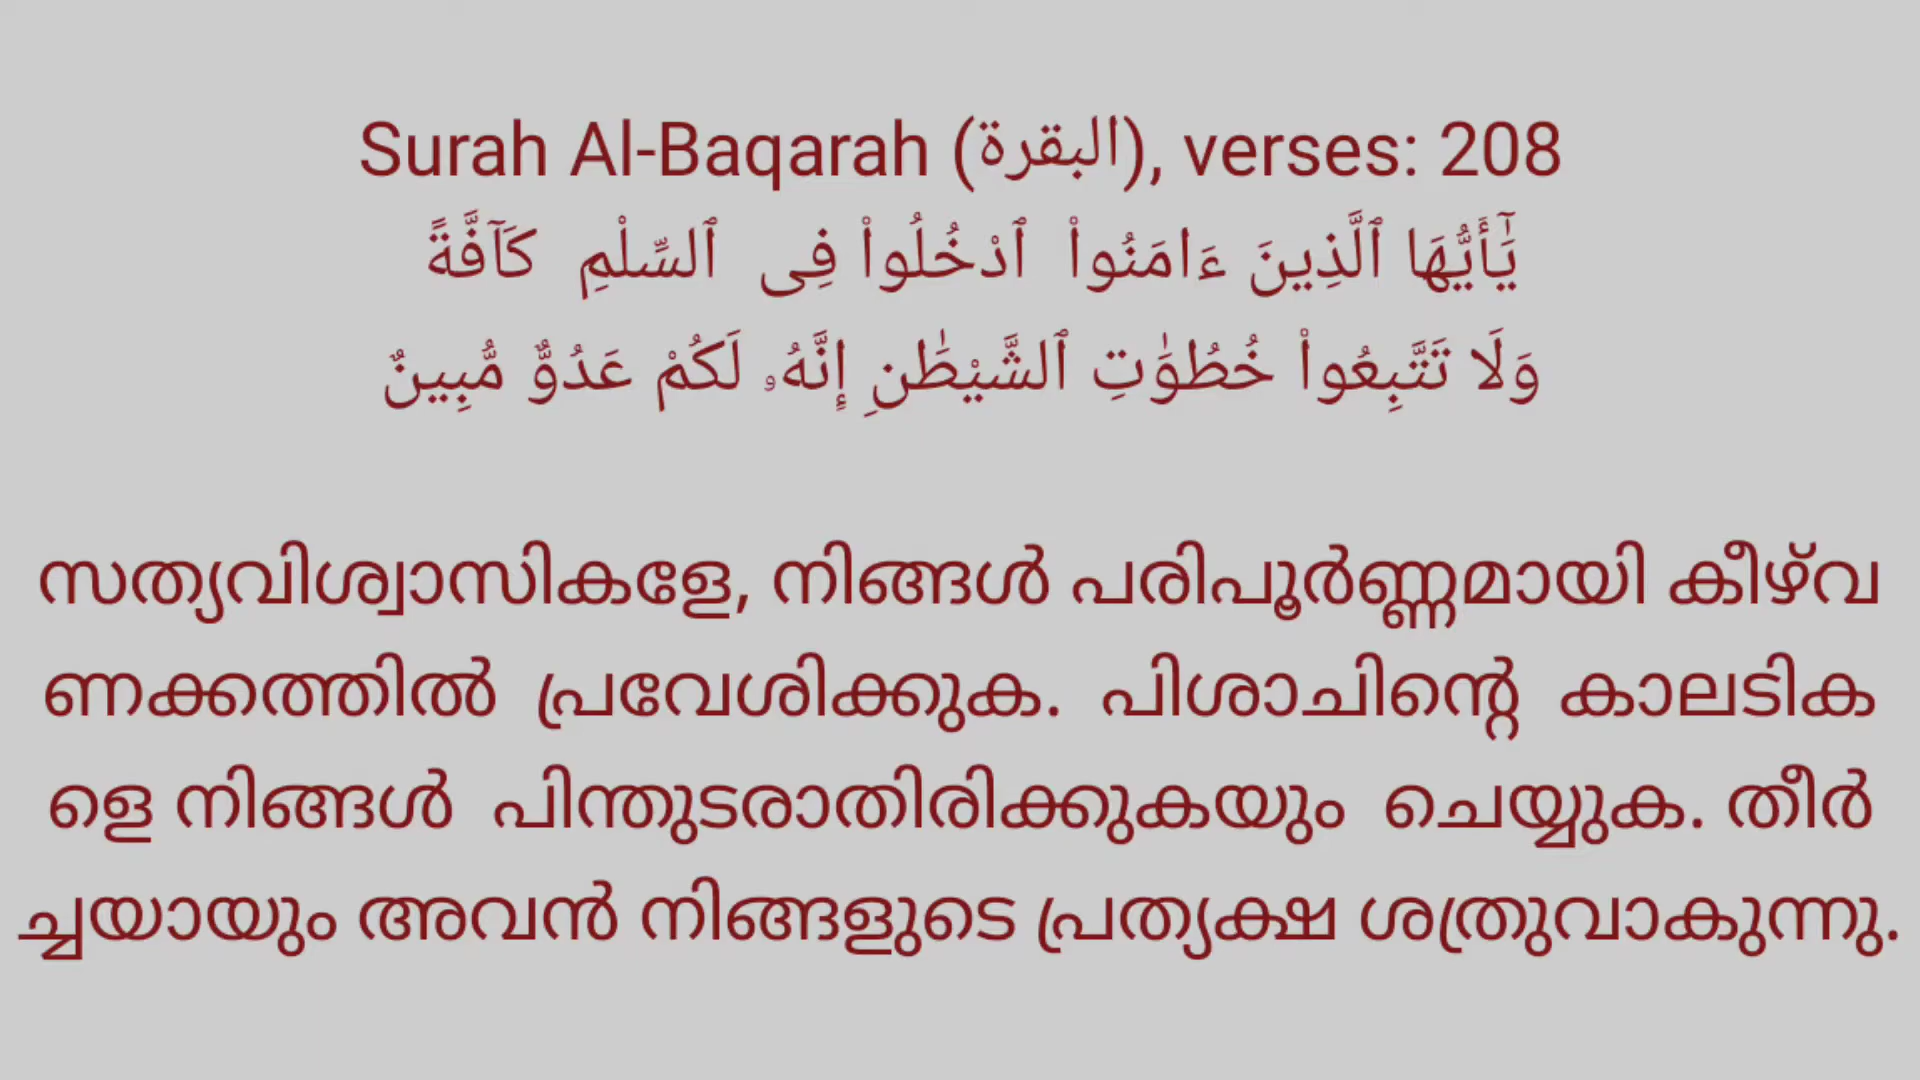 Surah Al-Baqarah (البقرة), verses: 208
يَٰٓأَيُّهَا ٱلَّذِينَ ءَامَنُوا۟ ٱدْخُلُوا۟ فِى ٱلسِّلْمِ كَآفَّةً
وَلَا تَتَّبِعُوا۟ خُطُوَٰتِ ٱلشَّيْطَٰنِ إِنَّهُۥ لَكُمْ عَدُوٌّ مُّبِينٌ
സത്യവിശ്വാസികളേ, നിങ്ങൾ പരിപൂർണ്ണമായി കീഴ്‌വ
ണക്കത്തിൽ പ്രവേശിക്കുക. പിശാചിന്റെ കാലടിക
ളെ നിങ്ങൾ പിന്തുടരാതിരിക്കുകയും ചെയ്യുക. തീർ
ച്ചയായും അവൻ നിങ്ങളുടെ പ്രത്യക്ഷ ശത്രുവാകുന്നു.